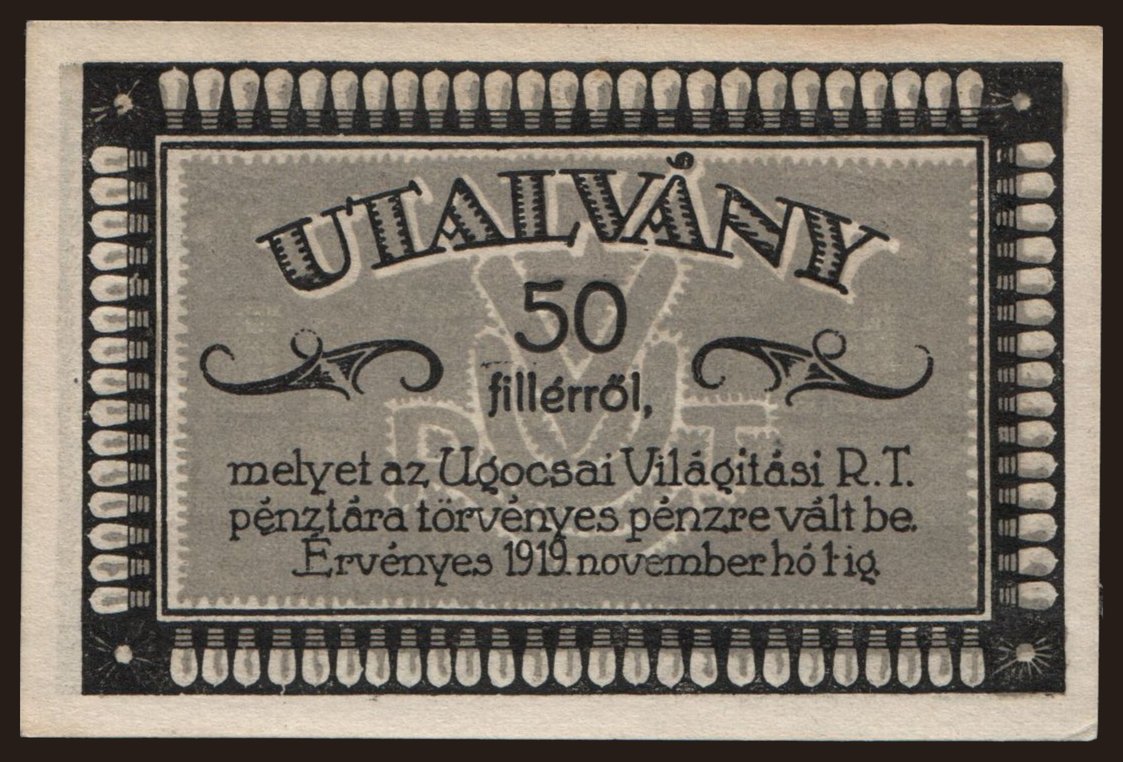 UTALVÁNY
50
fillérről,
melyet az Ugocsai Világitási R.T.
pénztára törvényes pénzre vált be.
Érvényes 1919 november hó 1 ig
U V
R T